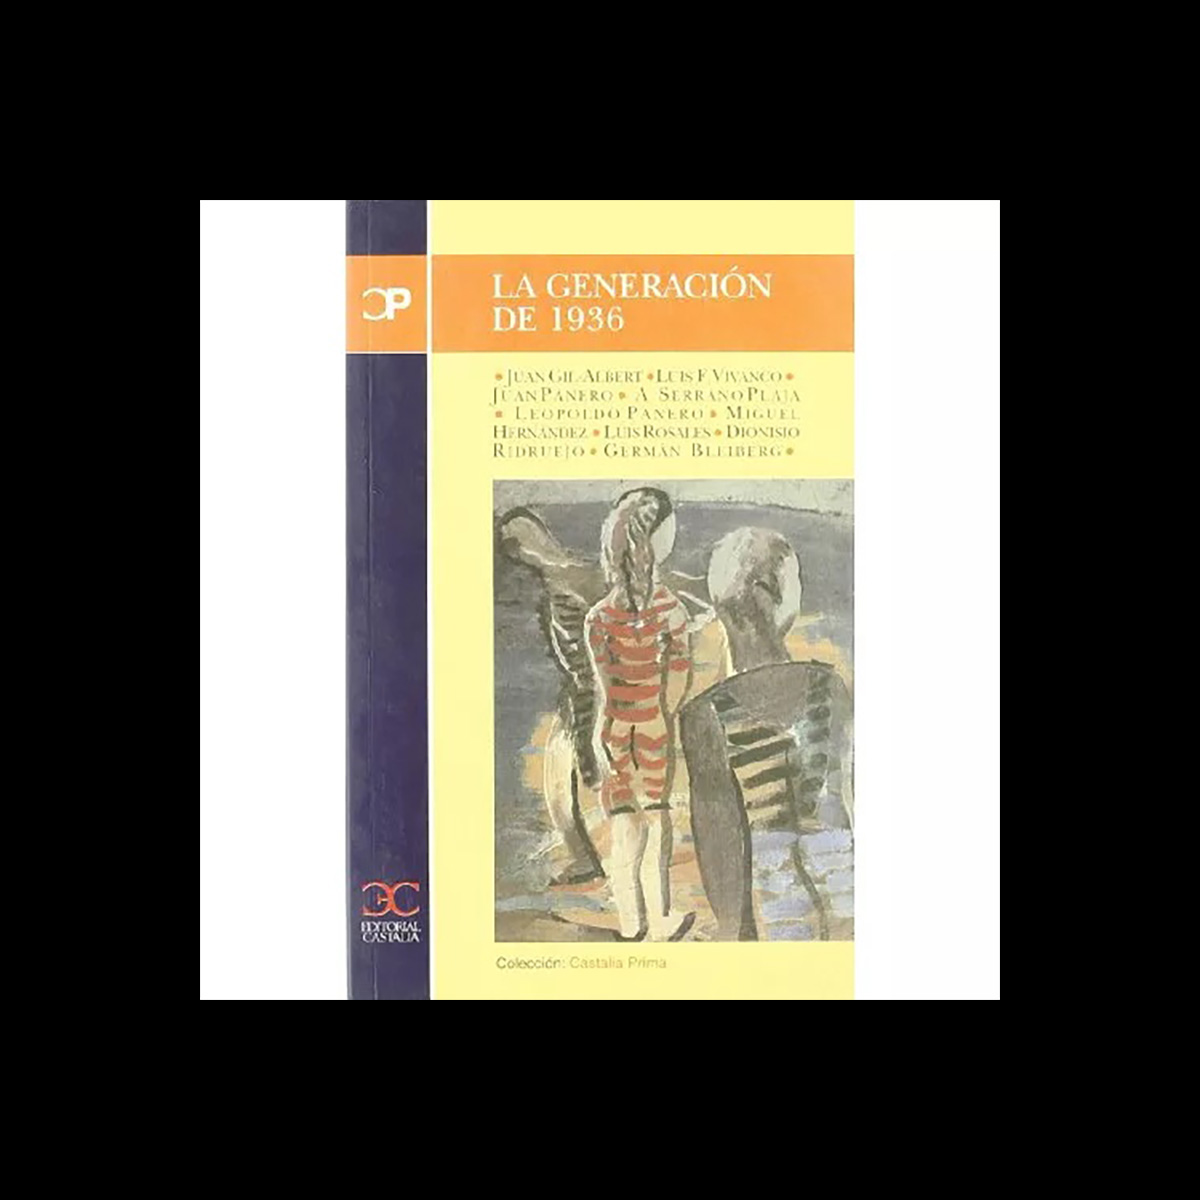 LA GENERACIÓN
DE 1936
CP
• JUAN GIL-ALBERT • LUIS F. VIVANCO •
JUAN PANERO • A SERRANO PLAJA
• LEOPOLDO PANERO • MIGUEL
HERNÁNDEZ • LUIS ROSALES • DIONISIO
RIDRUEJO • GERMÁN BLEIBERG •
EC
EDITORIAL
CASTALIA
Colección: Castalia Prima